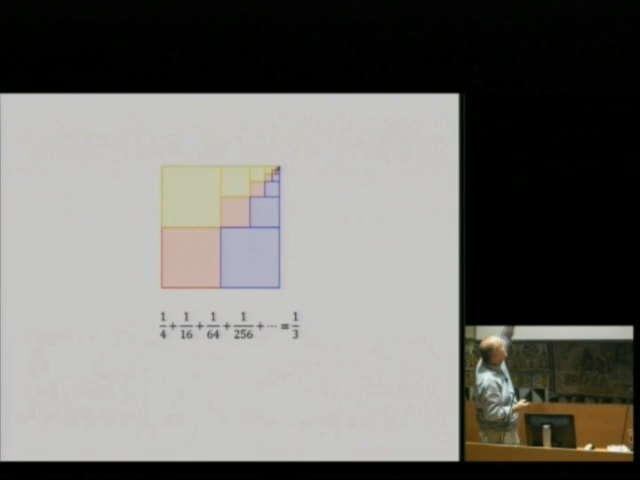 1/4 + 1/16 + 1/64 + 1/256 + ⋯ = 1/3